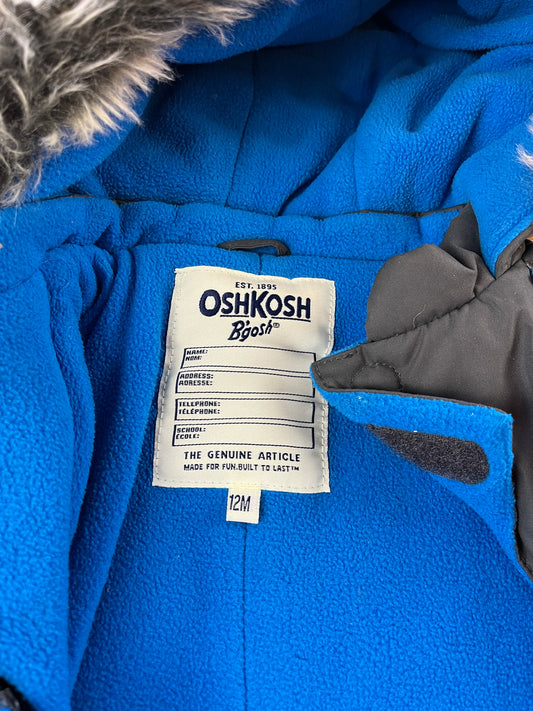 EST. 1895
OSHKOSH
B'gosh®
NAME:
NOM:
ADDRESS:
ADRESSE:
TELEPHONE:
TÉLÉPHONE:
SCHOOL:
ÉCOLE:
THE GENUINE ARTICLE
MADE FOR FUN. BUILT TO LAST™
12M